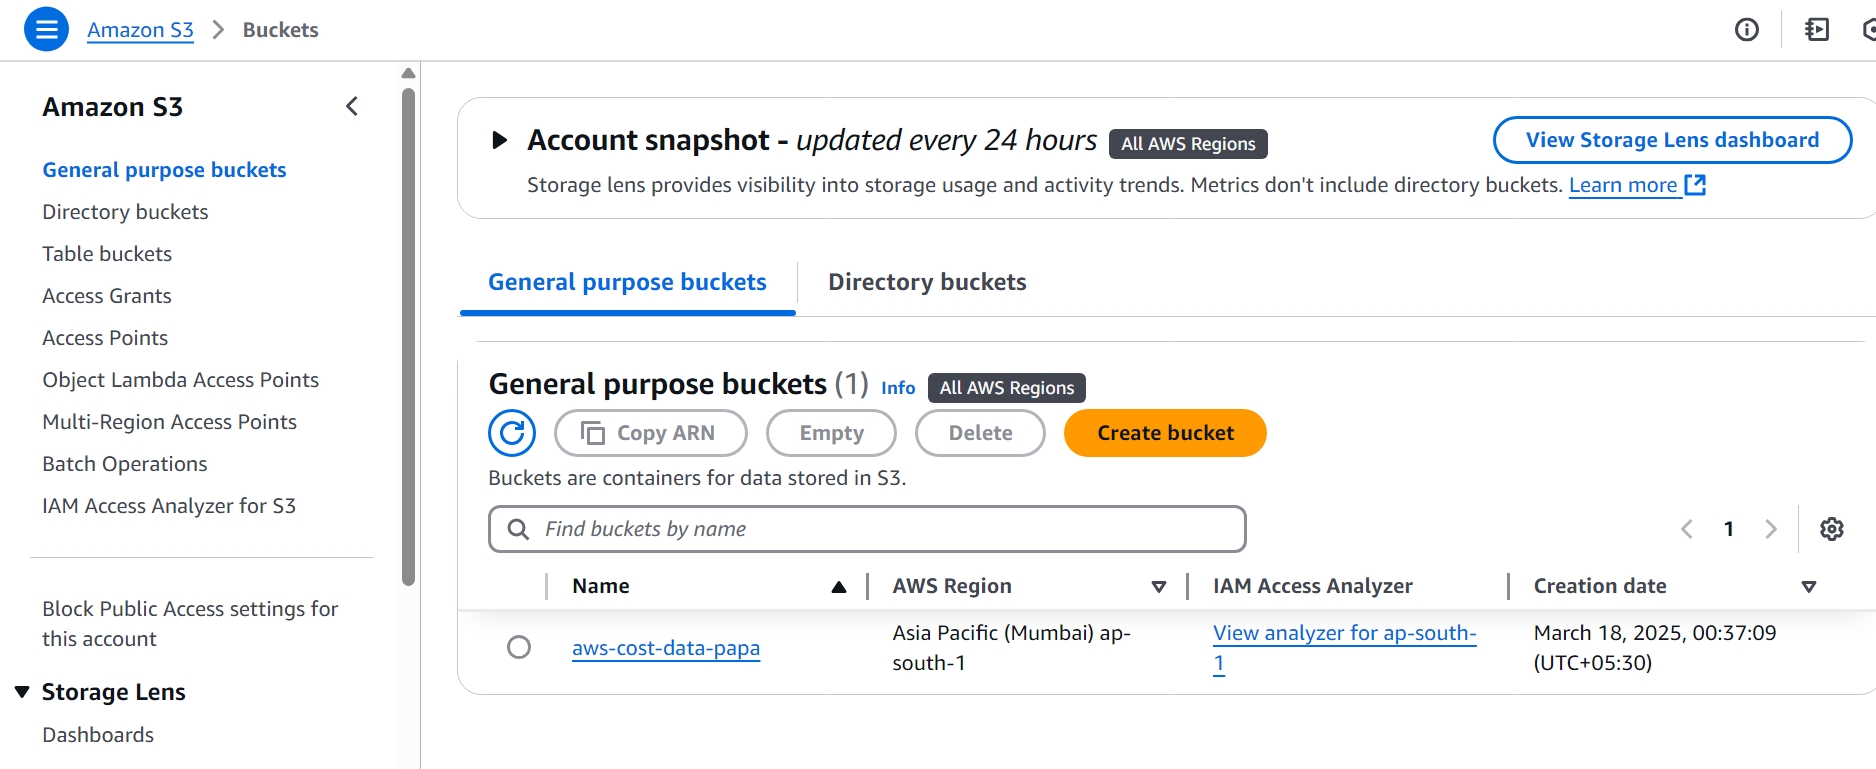 Amazon S3 > Buckets
Amazon S3
General purpose buckets
Directory buckets
Table buckets
Access Grants
Access Points
Object Lambda Access Points
Multi-Region Access Points
Batch Operations
IAM Access Analyzer for S3
Block Public Access settings for
this account
Storage Lens
Dashboards
Account snapshot - updated every 24 hours All AWS Regions
View Storage Lens dashboard
Storage lens provides visibility into storage usage and activity trends. Metrics don't include directory buckets. Learn more
General purpose buckets Directory buckets
General purpose buckets (1) Info All AWS Regions
Copy ARN Empty Delete Create bucket
Buckets are containers for data stored in S3.
Find buckets by name
1
Name AWS Region IAM Access Analyzer Creation date
aws-cost-data-papa
Asia Pacific (Mumbai) ap-
south-1
View analyzer for ap-south-
1
March 18, 2025, 00:37:09
(UTC+05:30)